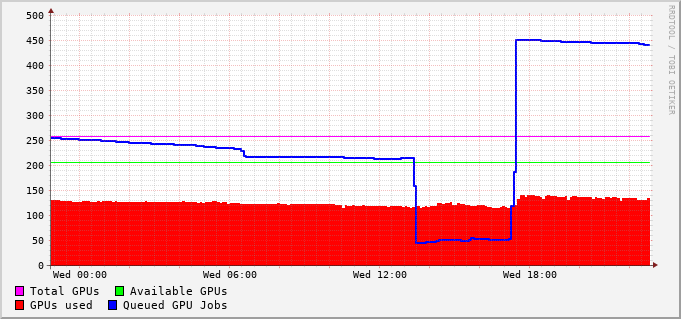 500
450
400
350
300
250
200
150
100
50
0
Wed 00:00 Wed 06:00 Wed 12:00 Wed 18:00
Total GPUs Available GPUs
GPUs used Queued GPU Jobs
RRDTOOL / TOBI OETIKER